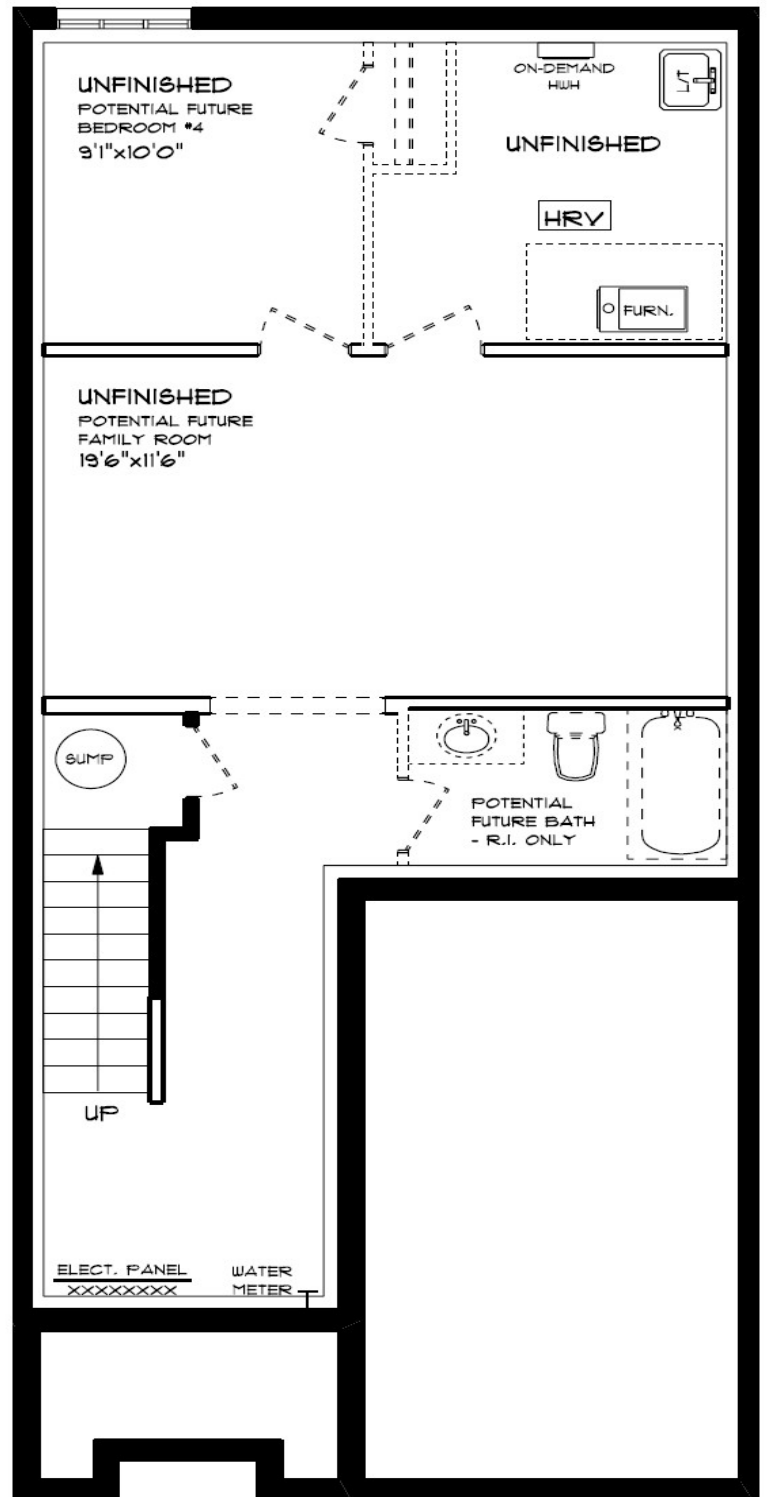 UNFINISHED
POTENTIAL FUTURE
BEDROOM #4
9'1"x10'0"
ON-DEMAND
HWH
L/T
UNFINISHED
HRV
FURN.
UNFINISHED
POTENTIAL FUTURE
FAMILY ROOM
19'6"x11'6"
SUMP
POTENTIAL
FUTURE BATH
- R.I. ONLY
UP
ELECT. PANEL
XXXXXXXX
WATER
METER